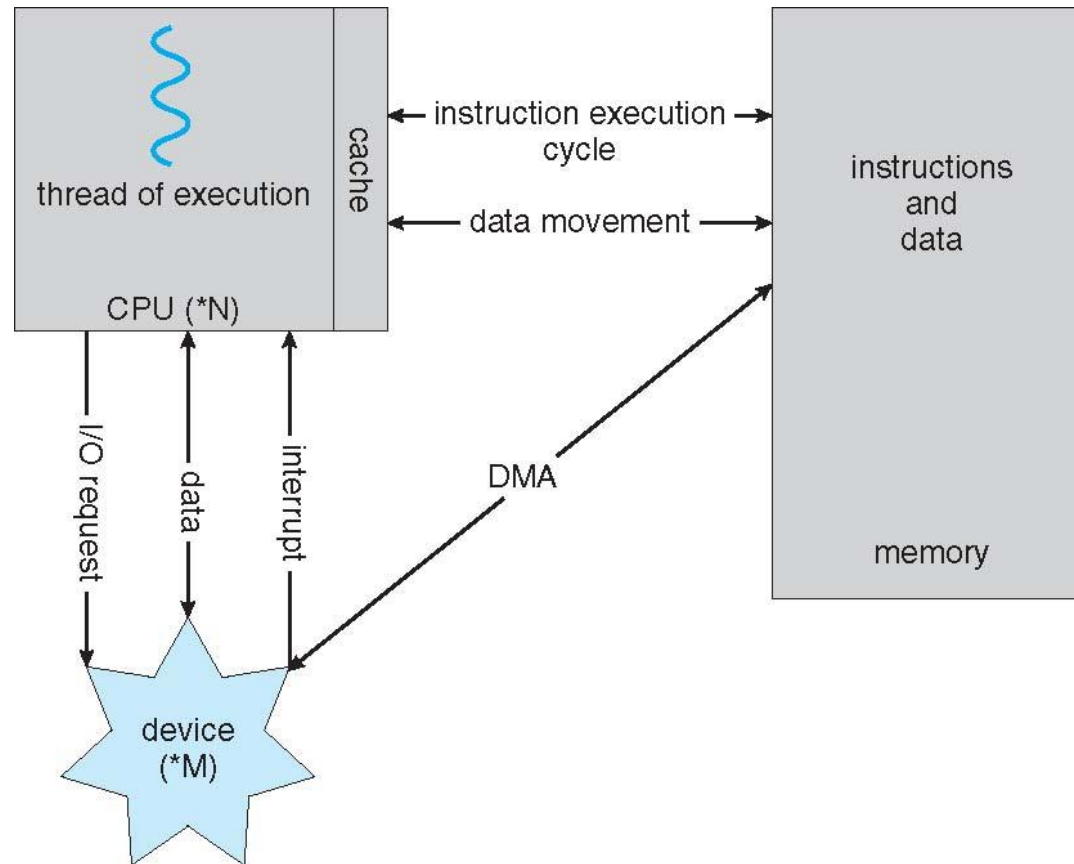 thread of execution
cache
CPU (*N)
instruction execution
cycle
data movement
instructions
and
data
memory
I/O request
data
interrupt
DMA
device
(*M)